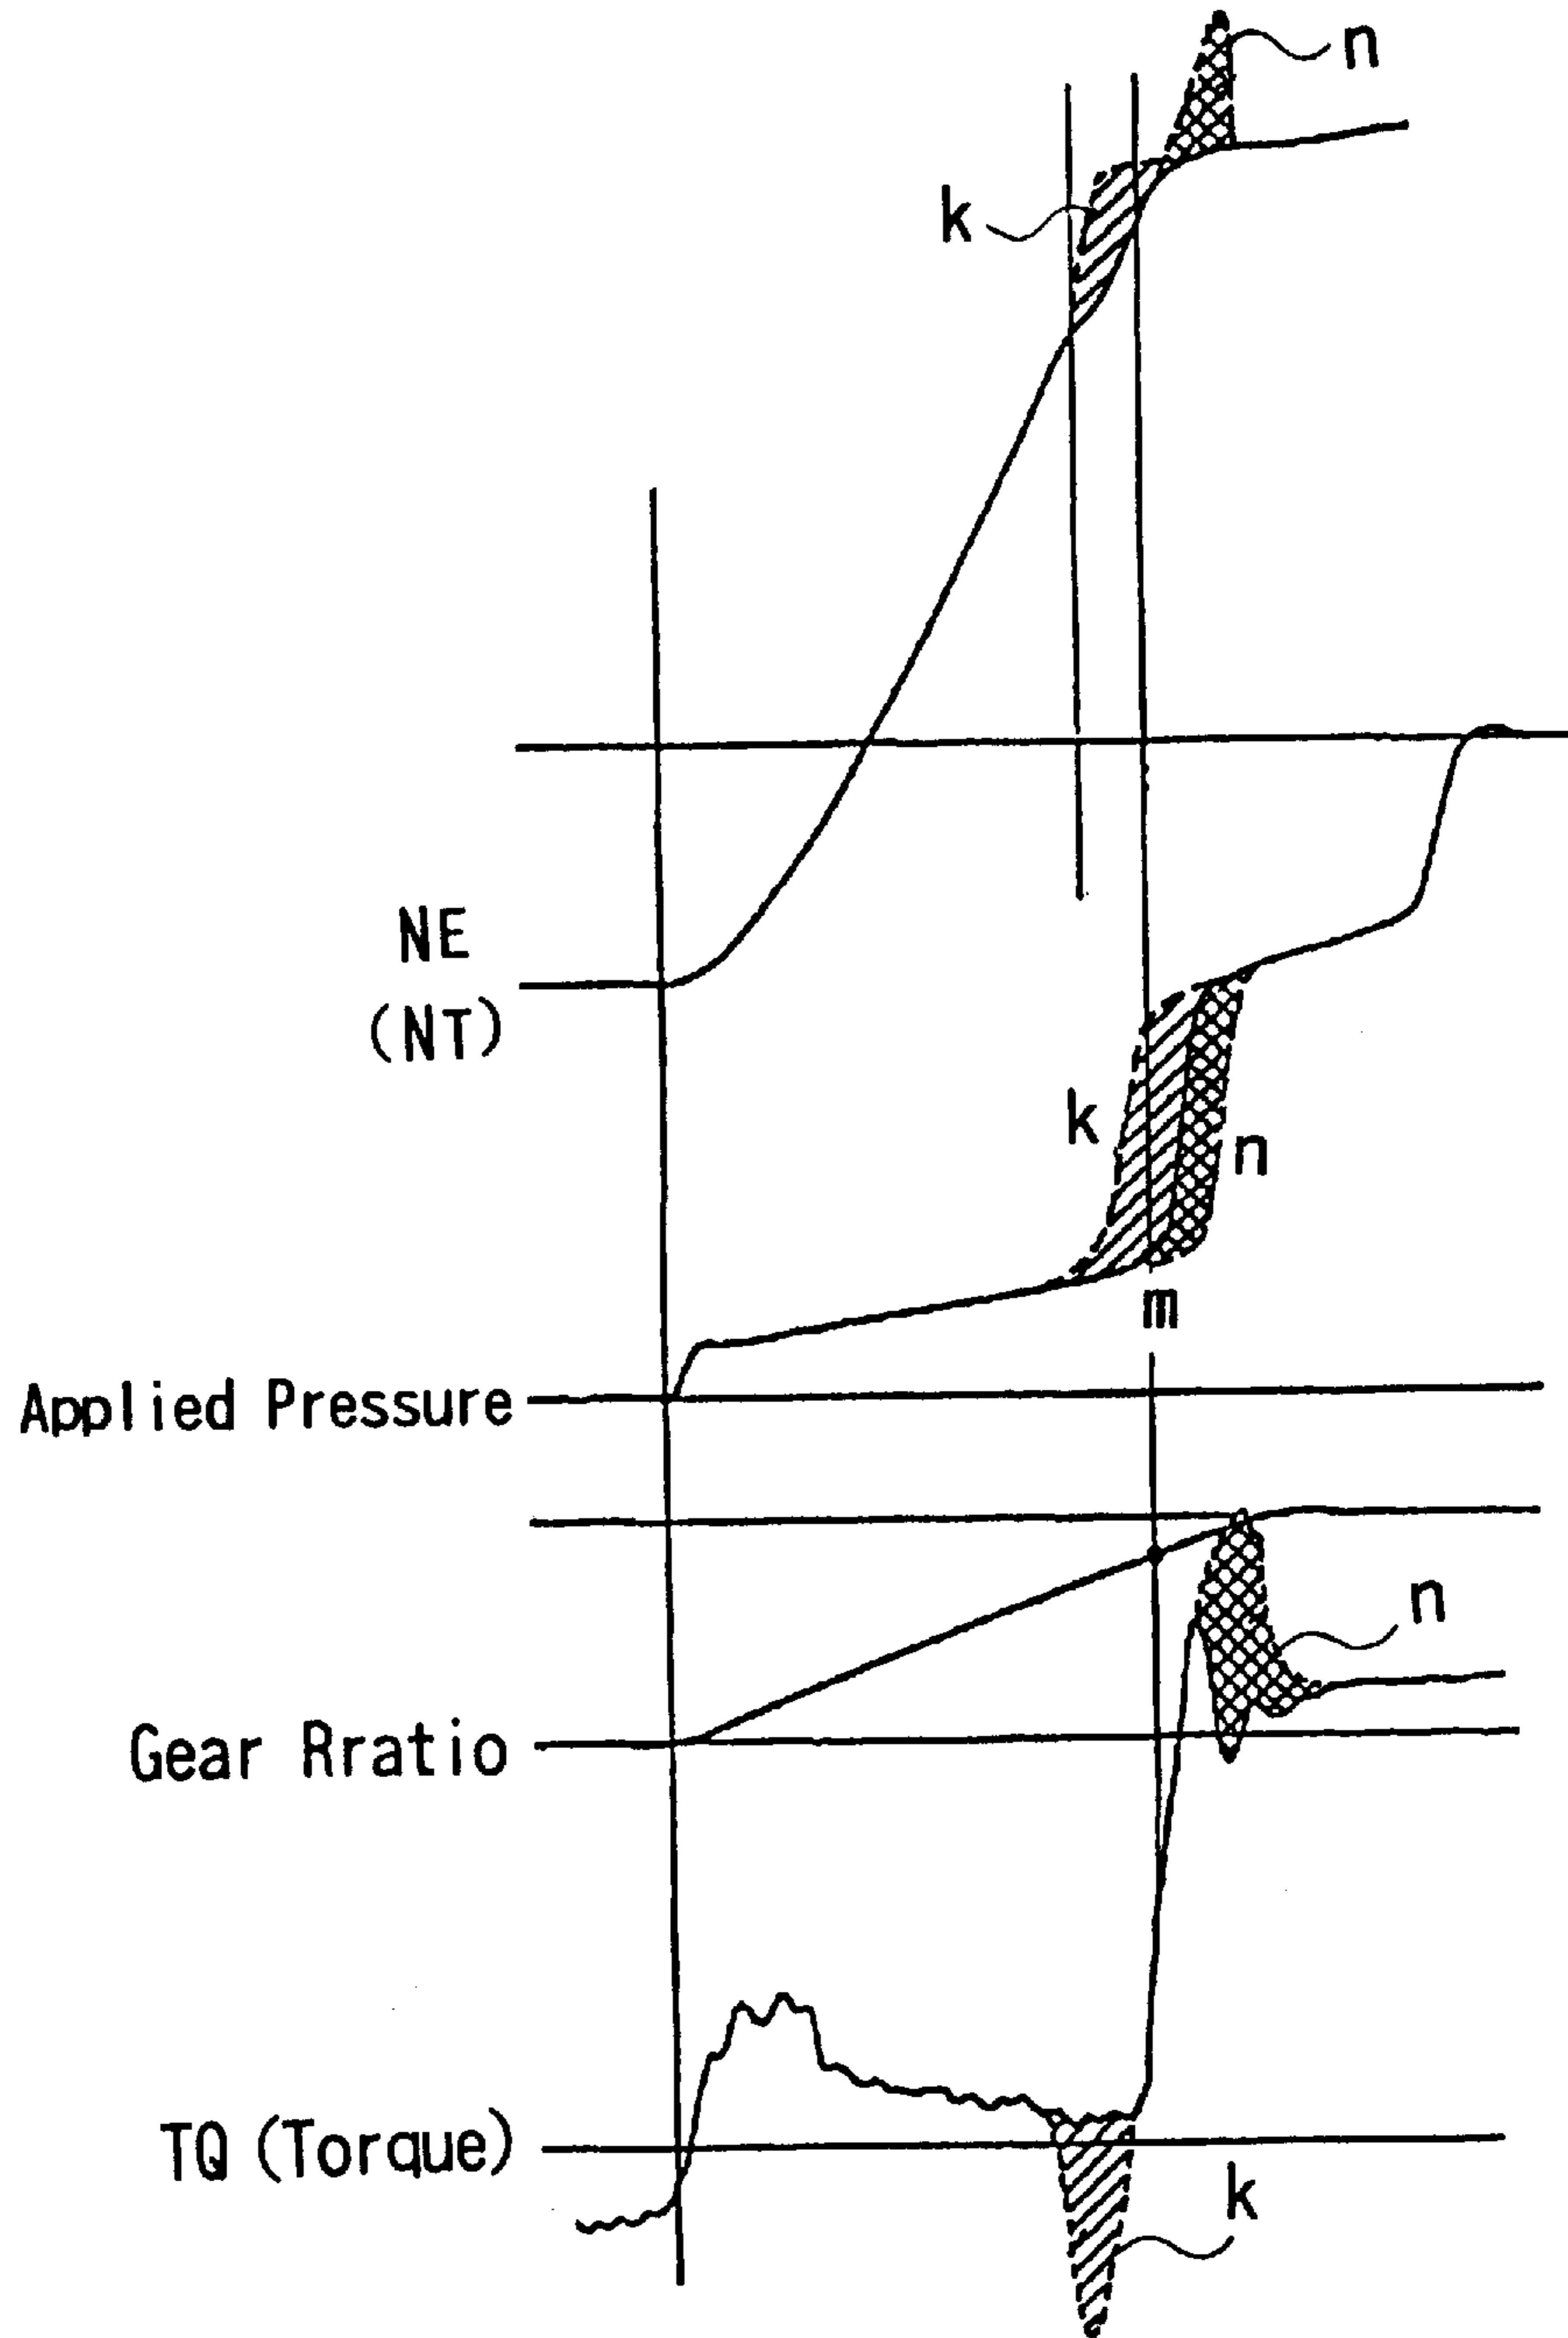 n
k
NE
(NT)
k
n
m
Applied Pressure
n
Gear Rratio
TQ (Torque)
k